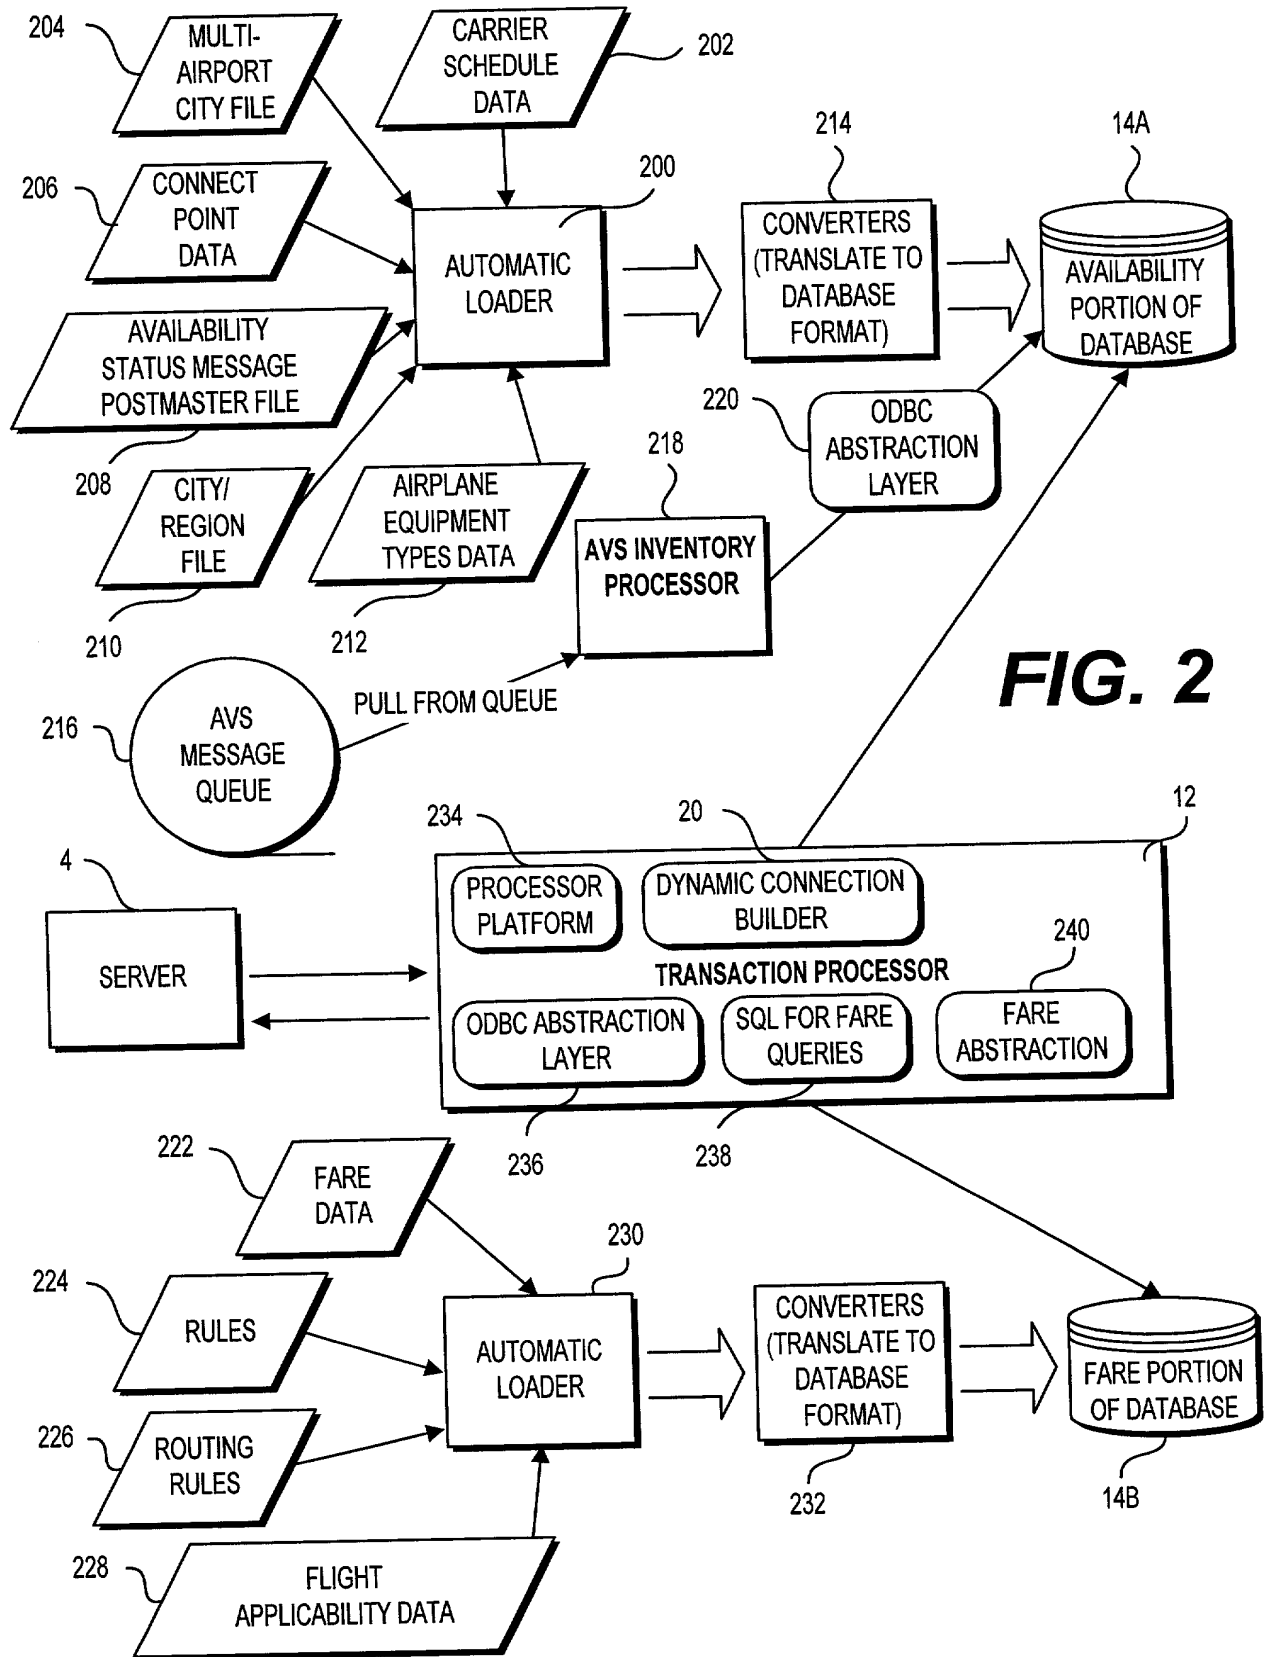 204
MULTI-
AIRPORT
CITY FILE
CARRIER
SCHEDULE
DATA
202
206
CONNECT
POINT
DATA
200
AUTOMATIC
LOADER
214
CONVERTERS
(TRANSLATE TO
DATABASE
FORMAT)
14A
AVAILABILITY
PORTION OF
DATABASE
AVAILABILITY
STATUS MESSAGE
POSTMASTER FILE
208
220
ODBC
ABSTRACTION
LAYER
CITY/
REGION
FILE
210
AIRPLANE
EQUIPMENT
TYPES DATA
212
218
AVS INVENTORY
PROCESSOR
FIG. 2
216
AVS
MESSAGE
QUEUE
PULL FROM QUEUE
4
SERVER
234
PROCESSOR
PLATFORM
20
DYNAMIC CONNECTION
BUILDER
12
TRANSACTION PROCESSOR
240
ODBC ABSTRACTION
LAYER
236
SQL FOR FARE
QUERIES
238
FARE
ABSTRACTION
222
FARE
DATA
224
RULES
230
AUTOMATIC
LOADER
CONVERTERS
(TRANSLATE TO
DATABASE
FORMAT)
232
FARE PORTION
OF DATABASE
14B
226
ROUTING
RULES
228
FLIGHT
APPLICABILITY DATA